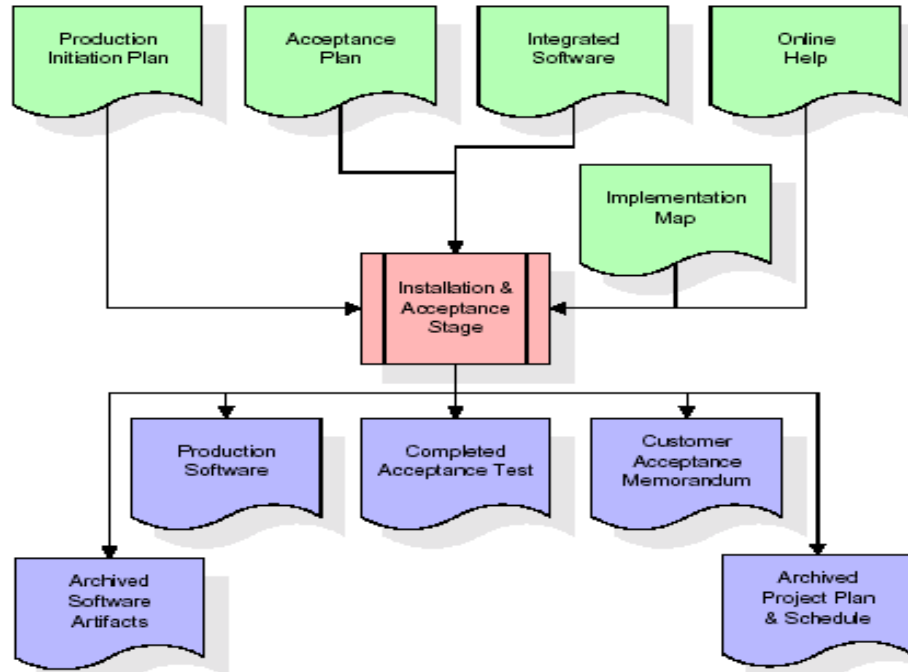 Production
Initiation Plan
Acceptance
Plan
Integrated
Software
Online
Help
Implementation
Map
Installation &
Acceptance
Stage
Production
Software
Completed
Acceptance Test
Customer
Acceptance
Memorandum
Archived
Software
Artifacts
Archived
Project Plan
& Schedule